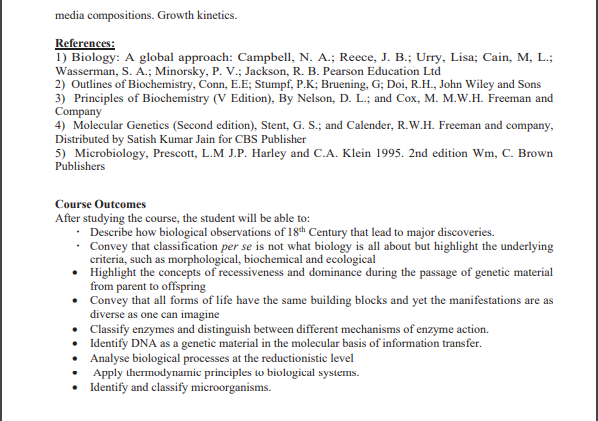 media compositions. Growth kinetics.
References:
1) Biology: A global approach: Campbell, N. A.; Reece, J. B.; Urry, Lisa; Cain, M, L.;
Wasserman, S. A.; Minorsky, P. V.; Jackson, R. B. Pearson Education Ltd
2) Outlines of Biochemistry, Conn, E.E; Stumpf, P.K; Bruening, G; Doi, R.H., John Wiley and Sons
3) Principles of Biochemistry (V Edition), By Nelson, D. L.; and Cox, M. M.W.H. Freeman and
Company
4) Molecular Genetics (Second edition), Stent, G. S.; and Calender, R.W.H. Freeman and company,
Distributed by Satish Kumar Jain for CBS Publisher
5) Microbiology, Prescott, L.M J.P. Harley and C.A. Klein 1995. 2nd edition Wm, C. Brown
Publishers
Course Outcomes
After studying the course, the student will be able to:
· Describe how biological observations of 18th Century that lead to major discoveries.
· Convey that classification per se is not what biology is all about but highlight the underlying
criteria, such as morphological, biochemical and ecological
• Highlight the concepts of recessiveness and dominance during the passage of genetic material
from parent to offspring
• Convey that all forms of life have the same building blocks and yet the manifestations are as
diverse as one can imagine
• Classify enzymes and distinguish between different mechanisms of enzyme action.
• Identify DNA as a genetic material in the molecular basis of information transfer.
• Analyse biological processes at the reductionistic level
• Apply thermodynamic principles to biological systems.
• Identify and classify microorganisms.